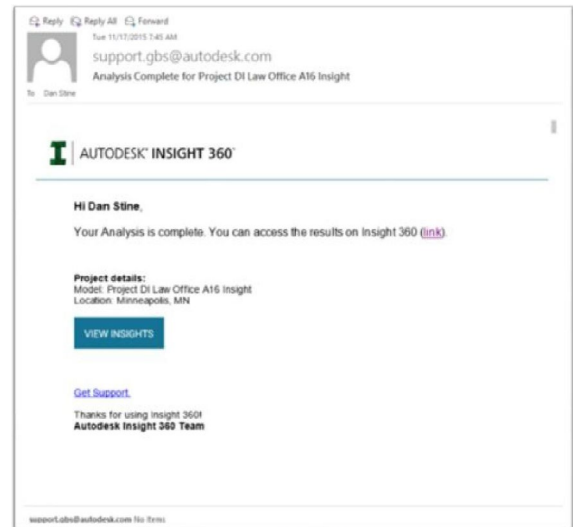 Reply Reply All Forward
Tue 11/17/2015 7:45 AM
support.gbs@autodesk.com
Analysis Complete for Project DI Law Office A16 Insight
To Dan Stine
I AUTODESK® INSIGHT 360™
Hi Dan Stine,
Your Analysis is complete. You can access the results on Insight 360 (link).
Project details:
Model: Project DI Law Office A16 Insight
Location: Minneapolis, MN
VIEW INSIGHTS
Get Support.
Thanks for using Insight 360!
Autodesk Insight 360 Team
support.gbs@autodesk.com No Items